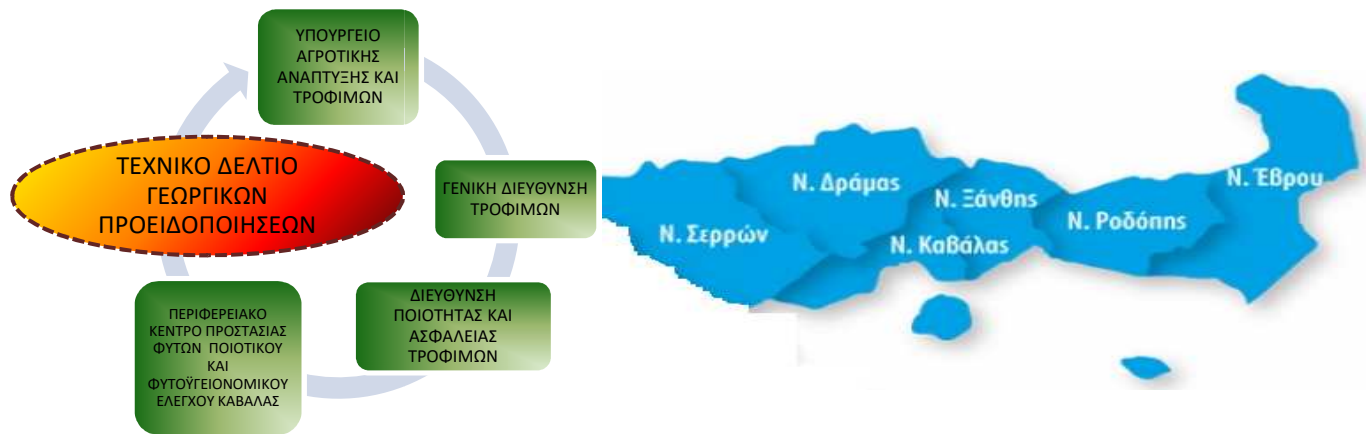 ΥΠΟΥΡΓΕΙΟ
ΑΓΡΟΤΙΚΗΣ
ΑΝΑΠΤΥΞΗΣ ΚΑΙ
ΤΡΟΦΙΜΩΝ
ΤΕΧΝΙΚΟ ΔΕΛΤΙΟ
ΓΕΩΡΓΙΚΩΝ
ΠΡΟΕΙΔΟΠΟΙΗΣΕΩΝ
ΓΕΝΙΚΗ ΔΙΕΥΘΥΝΣΗ
ΤΡΟΦΙΜΩΝ
ΔΙΕΥΘΥΝΣΗ
ΠΟΙΟΤΗΤΑΣ ΚΑΙ
ΑΣΦΑΛΕΙΑΣ
ΤΡΟΦΙΜΩΝ
ΠΕΡΙΦΕΡΕΙΑΚΟ
ΚΕΝΤΡΟ ΠΡΟΣΤΑΣΙΑΣ
ΦΥΤΩΝ ΠΟΙΟΤΙΚΟΥ
ΚΑΙ
ΦΥΤΟΫΓΕΙΟΝΟΜΙΚΟΥ
ΕΛΕΓΧΟΥ ΚΑΒΑΛΑΣ
Ν. Σερρών
Ν. Δράμας
Ν. Ξάνθης
Ν. Καβάλας
Ν. Ροδόπης
Ν. Έβρου